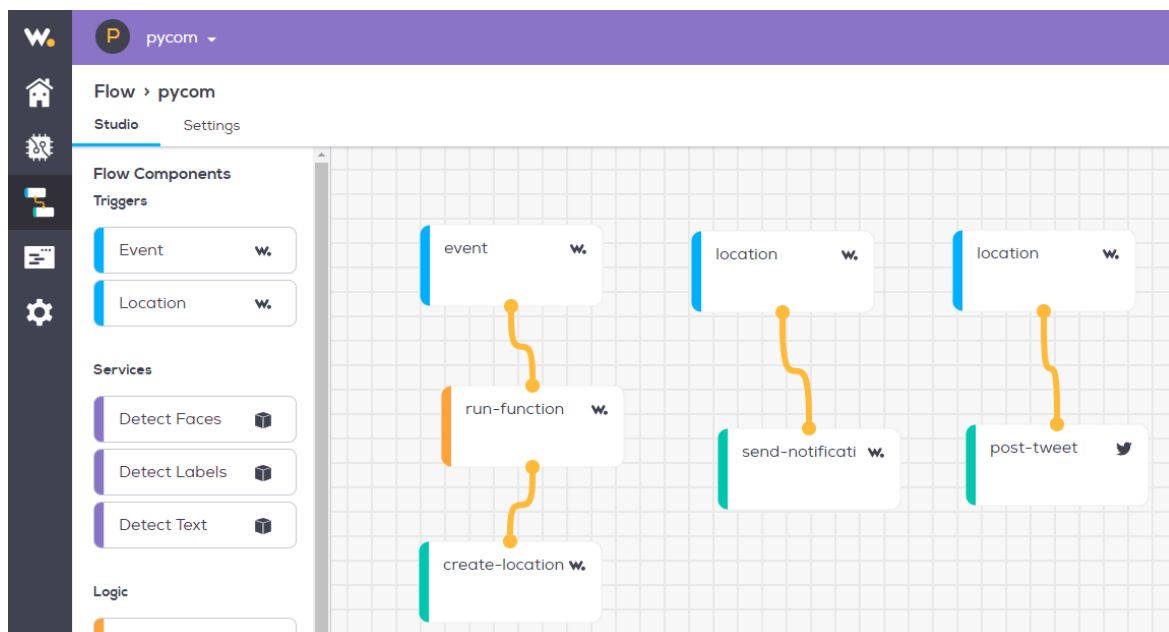 W.
P pycom
Flow > pycom
Studio Settings
Flow Components
Triggers
Event W.
Location W.
Services
Detect Faces
Detect Labels
Detect Text
Logic
event W.
run-function W.
create-location W.
location W.
send-notificati W.
location W.
post-tweet